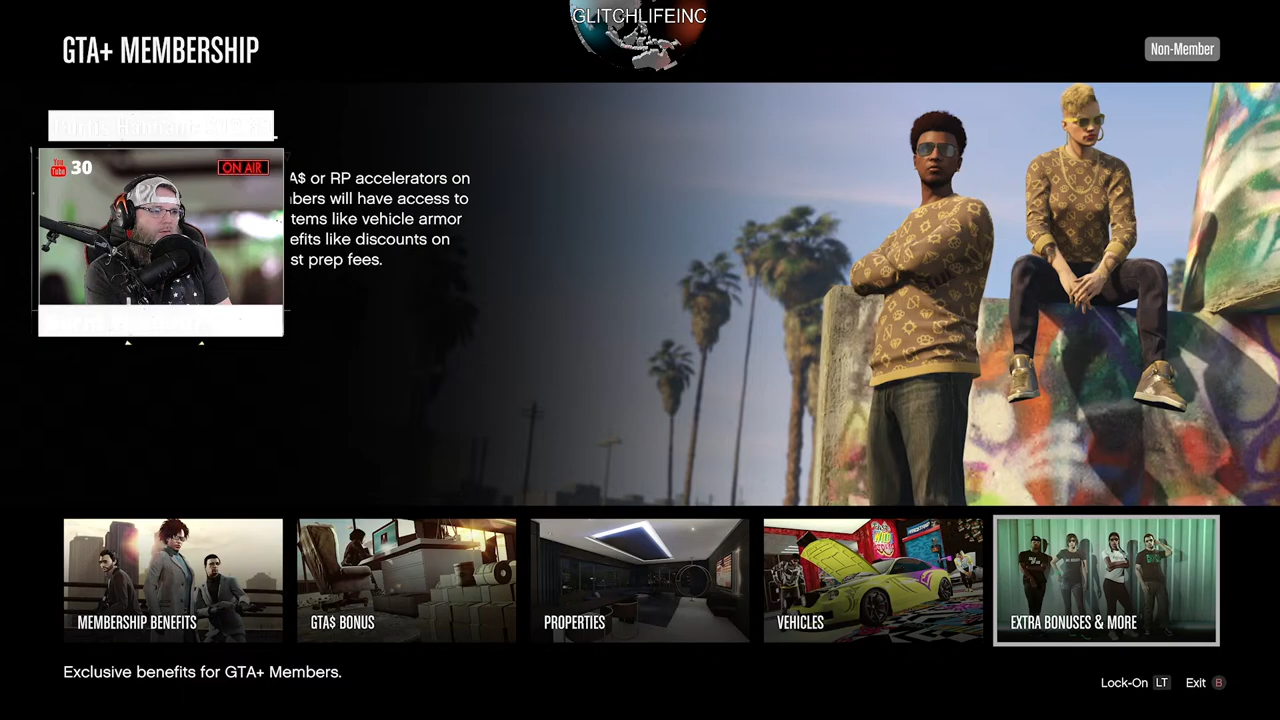 GLITCHLIFEINC
GTA+ MEMBERSHIP
Non-Member
You
Tube 30
ON AIR
A$ or RP accelerators on
bers will have access to
tems like vehicle armor
efits like discounts on
st prep fees.
MEMBERSHIP BENEFITS
GTA$ BONUS
PROPERTIES
VEHICLES
EXTRA BONUSES & MORE
Exclusive benefits for GTA+ Members.
Lock-On LT Exit B